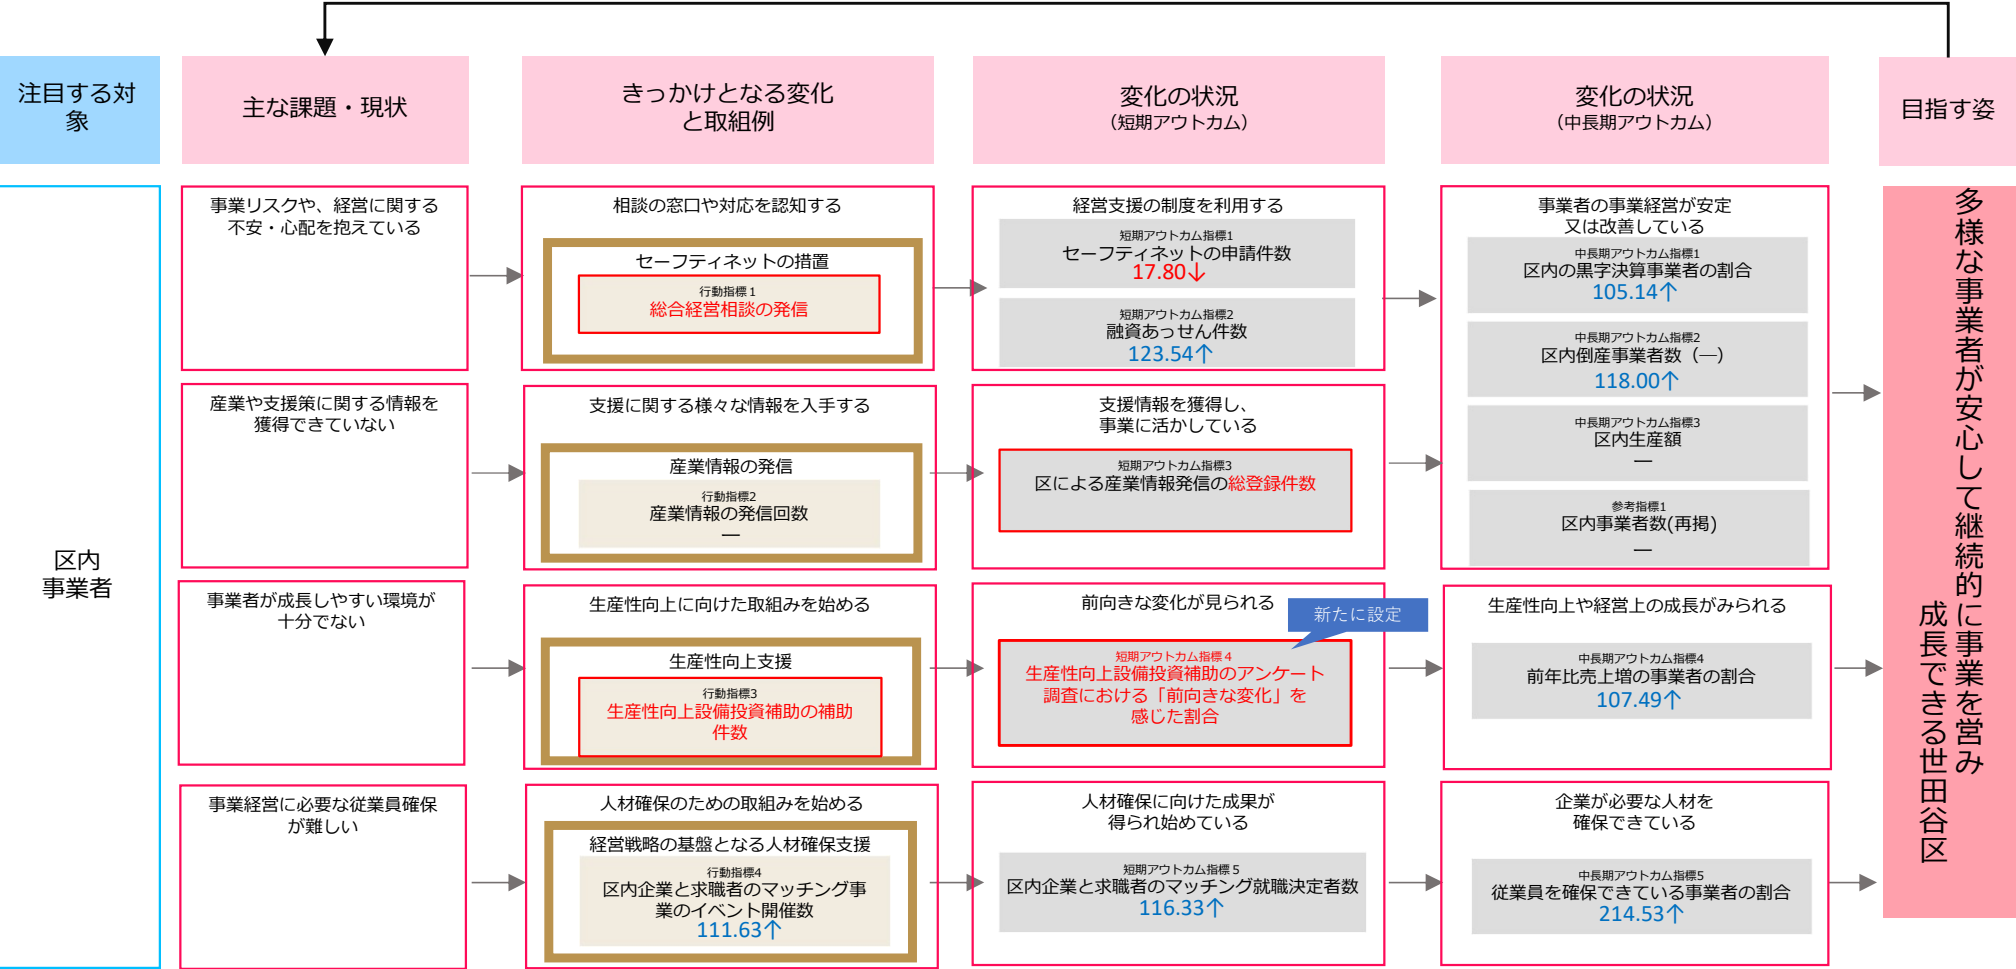 注目する対
象
主な課題・現状
きっかけとなる変化
と取組例
変化の状況
（短期アウトカム）
変化の状況
（中長期アウトカム）
目指す姿
区内
事業者
事業リスクや、経営に関する
不安・心配を抱えている
相談の窓口や対応を認知する
セーフティネットの措置
行動指標１
総合経営相談の発信
経営支援の制度を利用する
短期アウトカム指標1
セーフティネットの申請件数
17.80↓
短期アウトカム指標2
融資あっせん件数
123.54↑
事業者の事業経営が安定
又は改善している
中長期アウトカム指標1
区内の黒字決算事業者の割合
105.14↑
中長期アウトカム指標2
区内倒産事業者数（―）
118.00↑
中長期アウトカム指標3
区内生産額
―
参考指標1
区内事業者数(再掲)
―
産業や支援策に関する情報を
獲得できていない
支援に関する様々な情報を入手する
産業情報の発信
行動指標2
産業情報の発信回数
―
支援情報を獲得し、
事業に活かしている
短期アウトカム指標3
区による産業情報発信の総登録件数
事業者が成長しやすい環境が
十分でない
生産性向上に向けた取組みを始める
生産性向上支援
行動指標3
生産性向上設備投資補助の補助
件数
前向きな変化が見られる
新たに設定
短期アウトカム指標４
生産性向上設備投資補助のアンケート
調査における「前向きな変化」を
感じた割合
生産性向上や経営上の成長がみられる
中長期アウトカム指標4
前年比売上増の事業者の割合
107.49↑
事業経営に必要な従業員確保
が難しい
人材確保のための取組みを始める
経営戦略の基盤となる人材確保支援
行動指標4
区内企業と求職者のマッチング事
業のイベント開催数
111.63↑
人材確保に向けた成果が
得られ始めている
短期アウトカム指標５
区内企業と求職者のマッチング就職決定者数
116.33↑
企業が必要な人材を
確保できている
中長期アウトカム指標5
従業員を確保できている事業者の割合
214.53↑
多様な事業者が安心して継続的に事業を営み
成長できる世田谷区